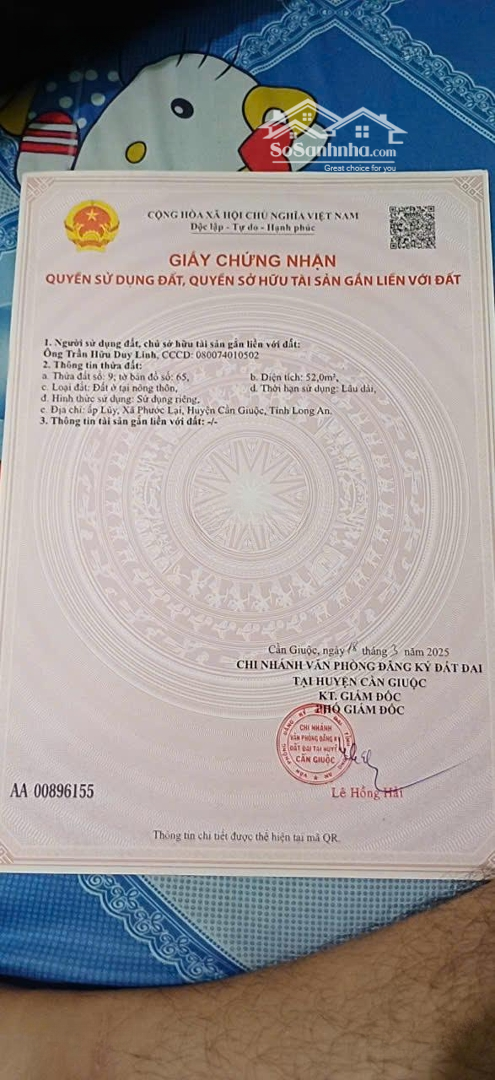 SoSanhnha.com
Great choice for you
CỘNG HÒA XÃ HỘI CHỦ NGHĨA VIỆT NAM
Độc lập - Tự do - Hạnh phúc
GIẤY CHỨNG NHẬN
QUYỀN SỬ DỤNG ĐẤT, QUYỀN SỞ HỮU TÀI SẢN GẮN LIỀN VỚI ĐẤT
1. Người sử dụng đất, chủ sở hữu tài sản gắn liền với đất:
Ông Trần Hữu Duy Linh, CCCD: 080074010502
2. Thông tin thửa đất:
a. Thửa đất số: 9; tờ bản đồ số: 65, b. Diện tích: 52,0m²,
c. Loại đất: Đất ở tại nông thôn, d. Thời hạn sử dụng: Lâu dài,
đ. Hình thức sử dụng: Sử dụng riêng,
e. Địa chỉ: ấp Lũy, Xã Phước Lại, Huyện Cần Giuộc, Tỉnh Long An.
3. Thông tin tài sản gắn liền với đất: -/-
Cần Giuộc, ngày 18 tháng 3 năm 2025
CHI NHÁNH VĂN PHÒNG ĐĂNG KÝ ĐẤT ĐAI
TẠI HUYỆN CẦN GIUỘC
KT. GIÁM ĐỐC
PHÓ GIÁM ĐỐC
CHI NHÁNH
VĂN PHÒNG ĐĂNG K
ĐẤT ĐAI TẠI HUYỆ
CẦN GIUỘC
Lê Hồng Hải
AA 00896155
Thông tin chi tiết được thể hiện tại mã QR.